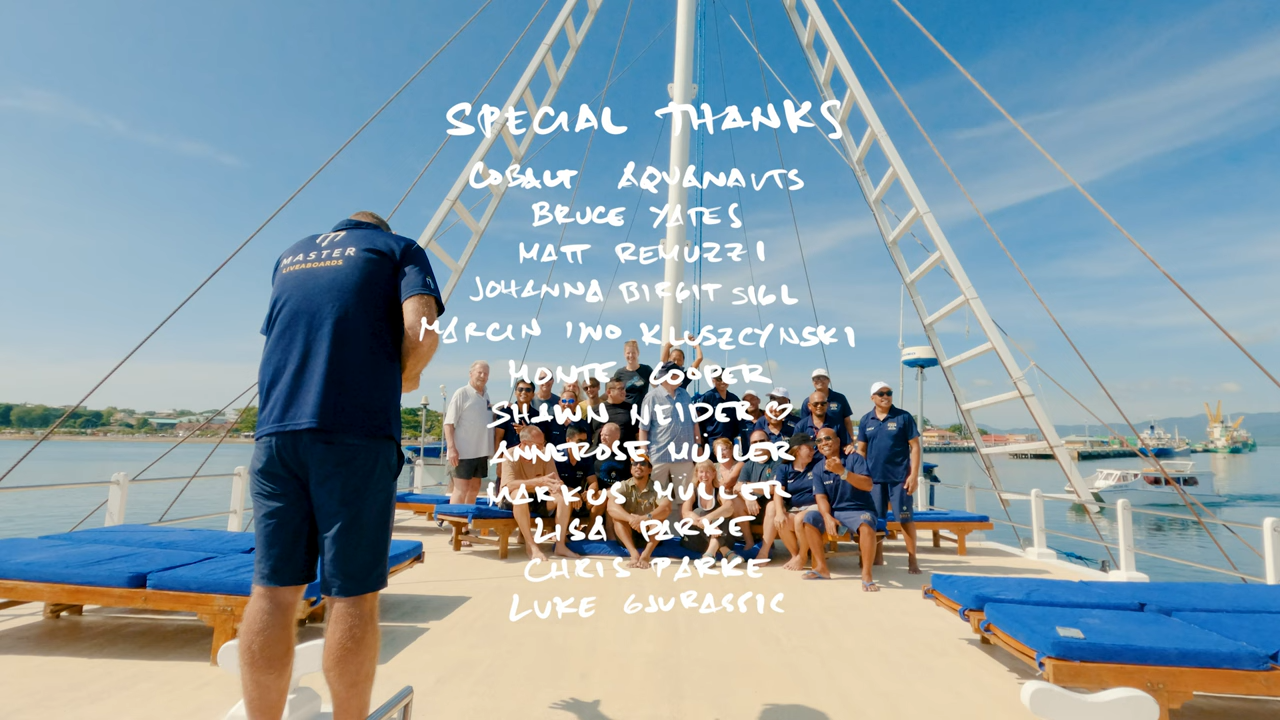 SPECIAL THANKS
COBALT AQUANAUTS
BRUCE YATES
MATT REMUZZI
JOHANNA BIRGIT SIGL
MARCIN IWO KLUSZCYNSKI
MONTE COOPER
SHAWN NEIDER ♡
ANNEROSE MÜLLER
MARKUS MÜLLER
LISA PARKE
CHRIS PARKE
LUKE GJURASSIC
MASTER
LIVEABOARDS